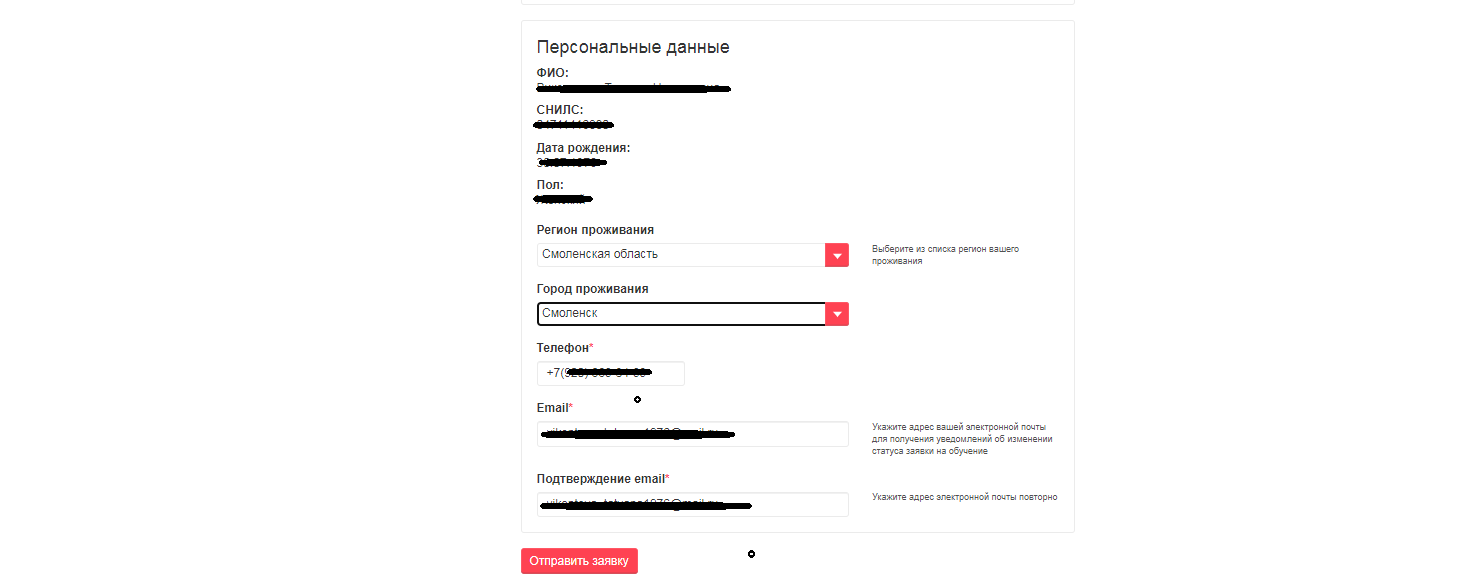 Персональные данные
ФИО:
СНИЛС:
Дата рождения:
Пол:
Регион проживания
Смоленская область
Выберите из списка регион вашего
проживания
Город проживания
Смоленск
Телефон*
+7(
Email*
Укажите адрес вашей электронной почты
для получения уведомлений об изменении
статуса заявки на обучение
Подтверждение email*
Укажите адрес электронной почты повторно
Отправить заявку